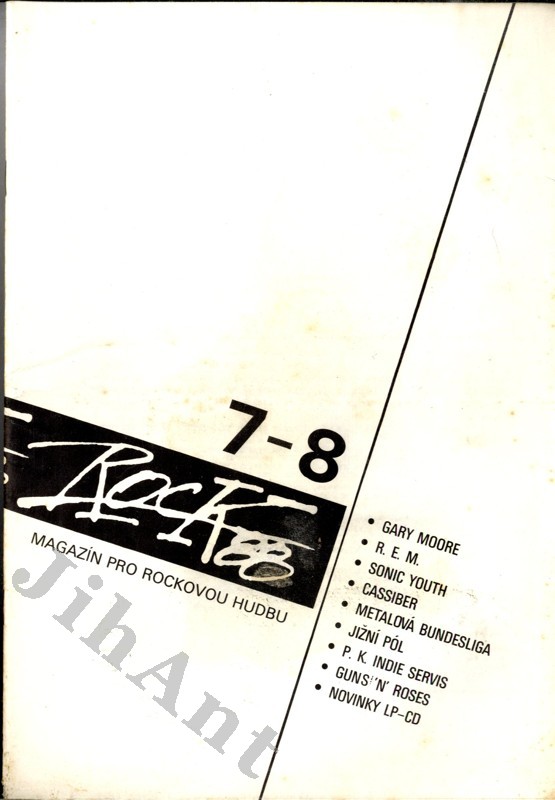 7-8
ROCK 88
MAGAZÍN PRO ROCKOVOU HUDBU
• GARY MOORE
• R. E. M.
• SONIC YOUTH
• CASSIBER
• METALOVÁ BUNDESLIGA
• JIŽNÍ PÓL
• P. K. INDIE SERVIS
• GUNS 'N' ROSES
• NOVINKY LP-CD
JihAnt